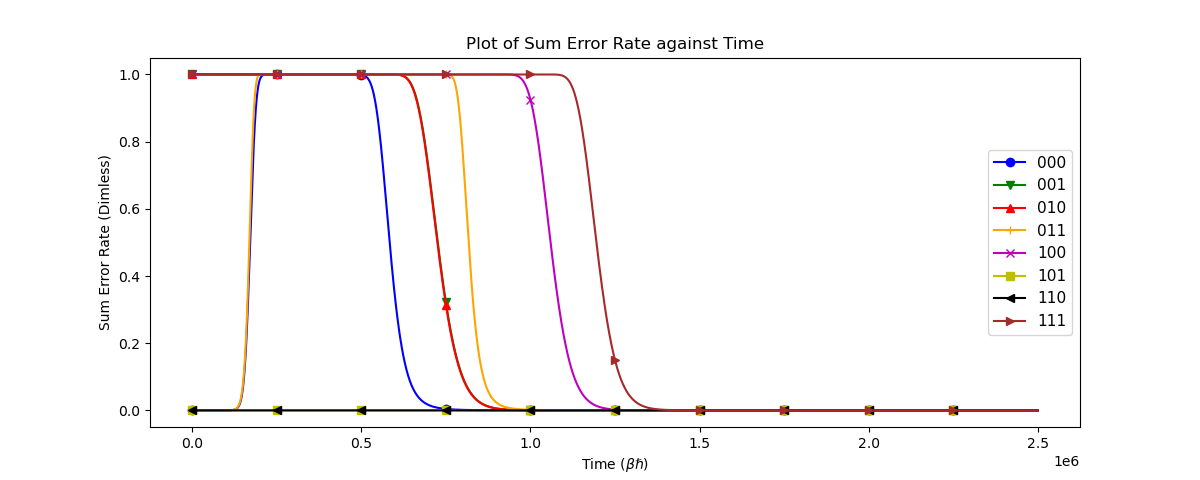 Plot of Sum Error Rate against Time
Sum Error Rate (Dimless)
1.0
0.8
0.6
0.4
0.2
0.0
000
001
010
011
100
101
110
111
0.0 0.5 1.0 1.5 2.0 2.5
1e6
Time (βℏ)